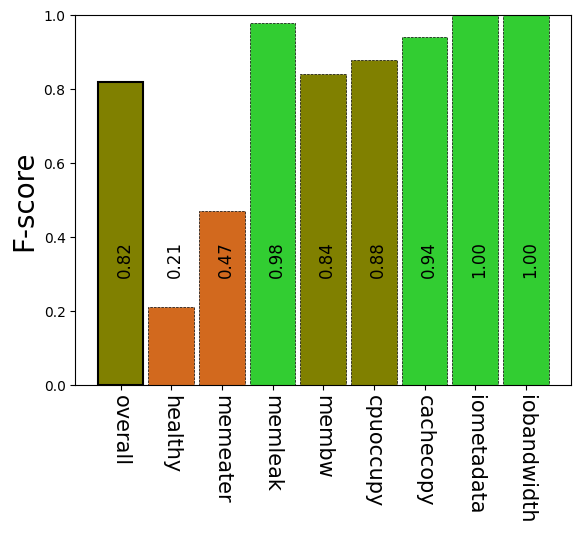 F-score
1.0
0.8
0.6
0.4
0.2
0.0
0.82
0.21
0.47
0.98
0.84
0.88
0.94
1.00
1.00
overall
healthy
memeater
memleak
membw
cpuoccupy
cachecopy
iometadata
iobandwidth